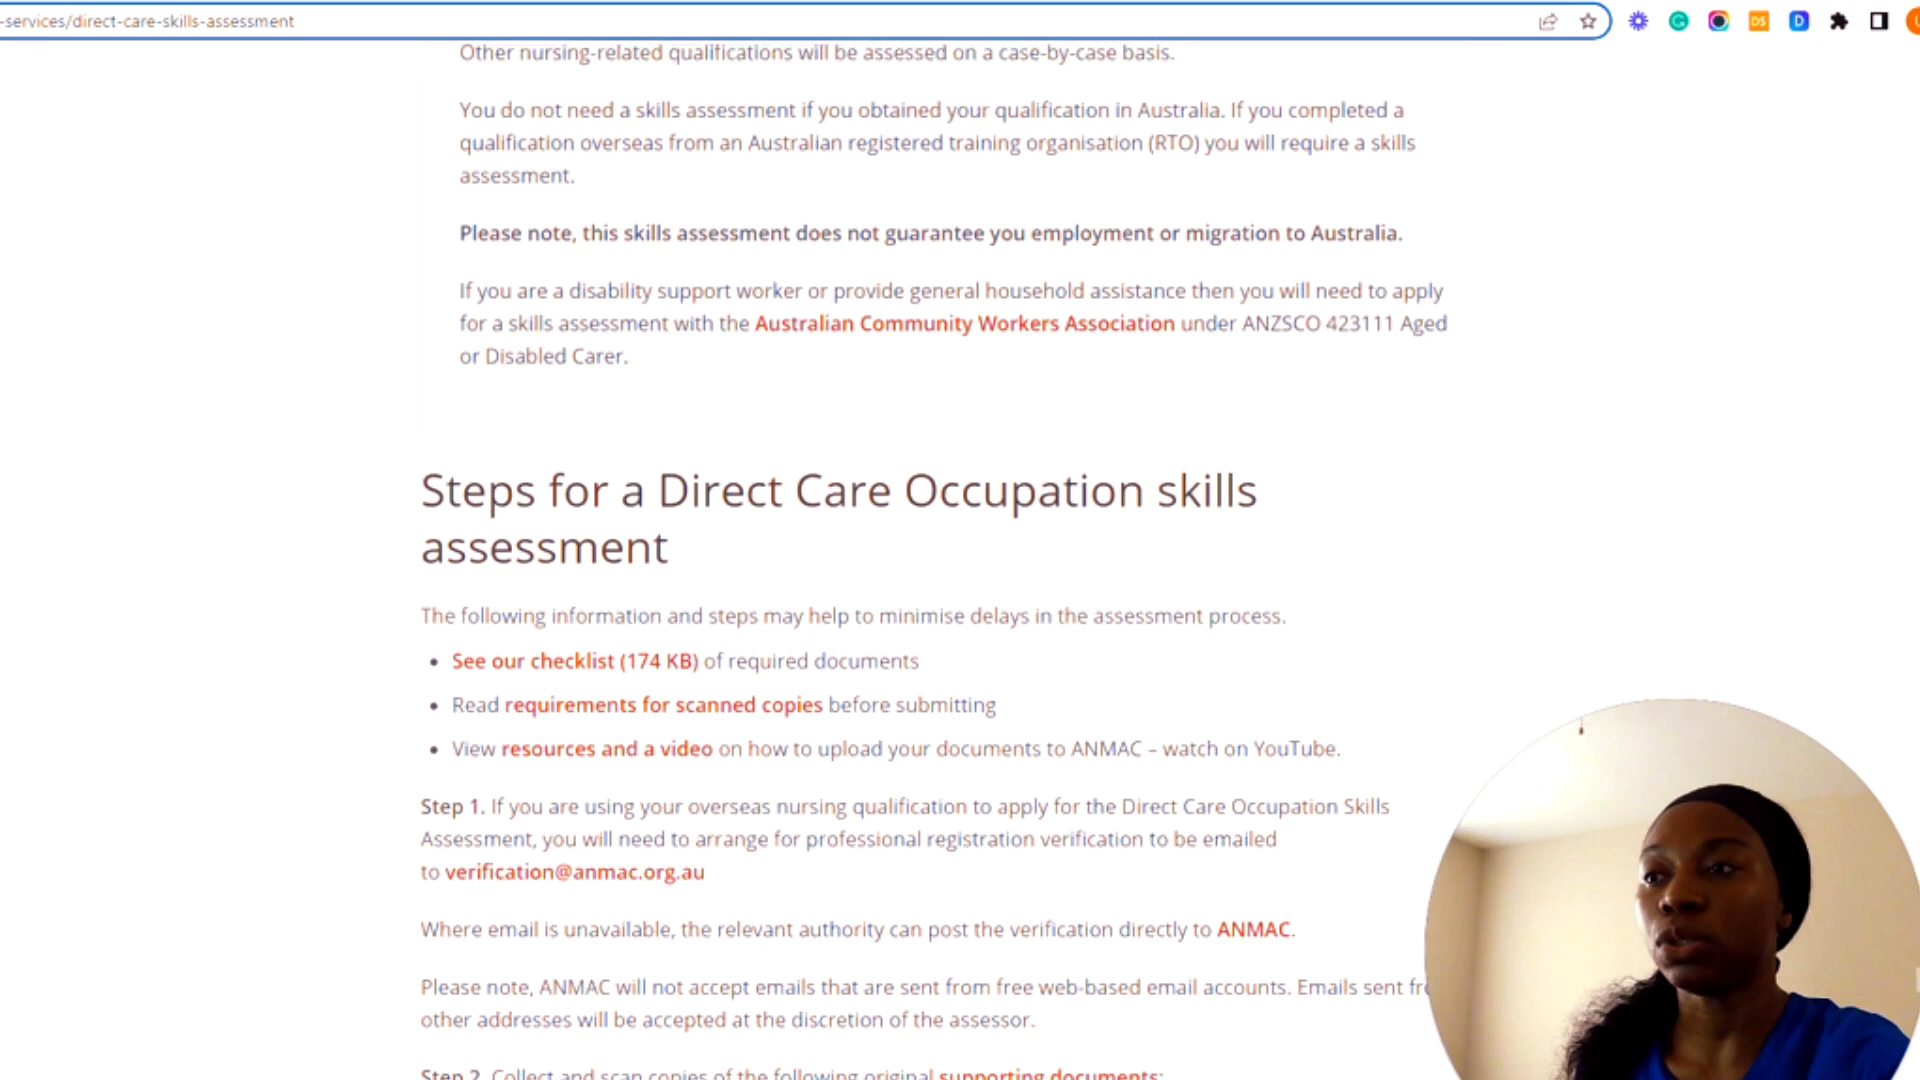 -services/direct-care-skills-assessment
Other nursing-related qualifications will be assessed on a case-by-case basis.
You do not need a skills assessment if you obtained your qualification in Australia. If you completed a
qualification overseas from an Australian registered training organisation (RTO) you will require a skills
assessment.
Please note, this skills assessment does not guarantee you employment or migration to Australia.
If you are a disability support worker or provide general household assistance then you will need to apply
for a skills assessment with the Australian Community Workers Association under ANZSCO 423111 Aged
or Disabled Carer.
Steps for a Direct Care Occupation skills
assessment
The following information and steps may help to minimise delays in the assessment process.
• See our checklist (174 KB) of required documents
• Read requirements for scanned copies before submitting
• View resources and a video on how to upload your documents to ANMAC – watch on YouTube.
Step 1. If you are using your overseas nursing qualification to apply for the Direct Care Occupation Skills
Assessment, you will need to arrange for professional registration verification to be emailed
to verification@anmac.org.au
Where email is unavailable, the relevant authority can post the verification directly to ANMAC.
Please note, ANMAC will not accept emails that are sent from free web-based email accounts. Emails sent
other addresses will be accepted at the discretion of the assessor.
Step 2. Collect and scan copies of the following original supporting documents: